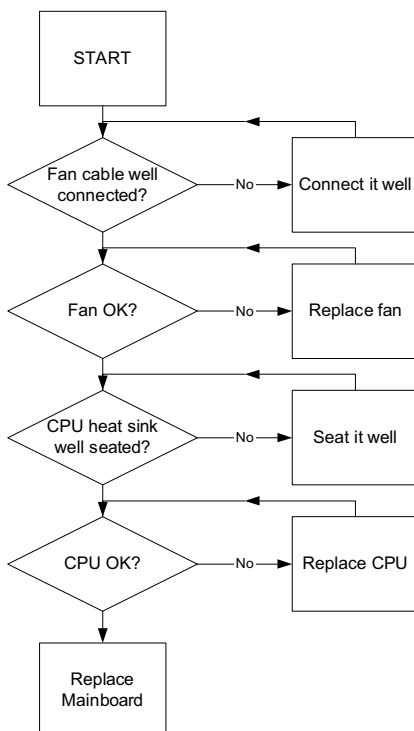 START
Fan cable well
connected?
No
Connect it well
Fan OK?
No
Replace fan
CPU heat sink
well seated?
No
Seat it well
CPU OK?
No
Replace CPU
Replace
Mainboard